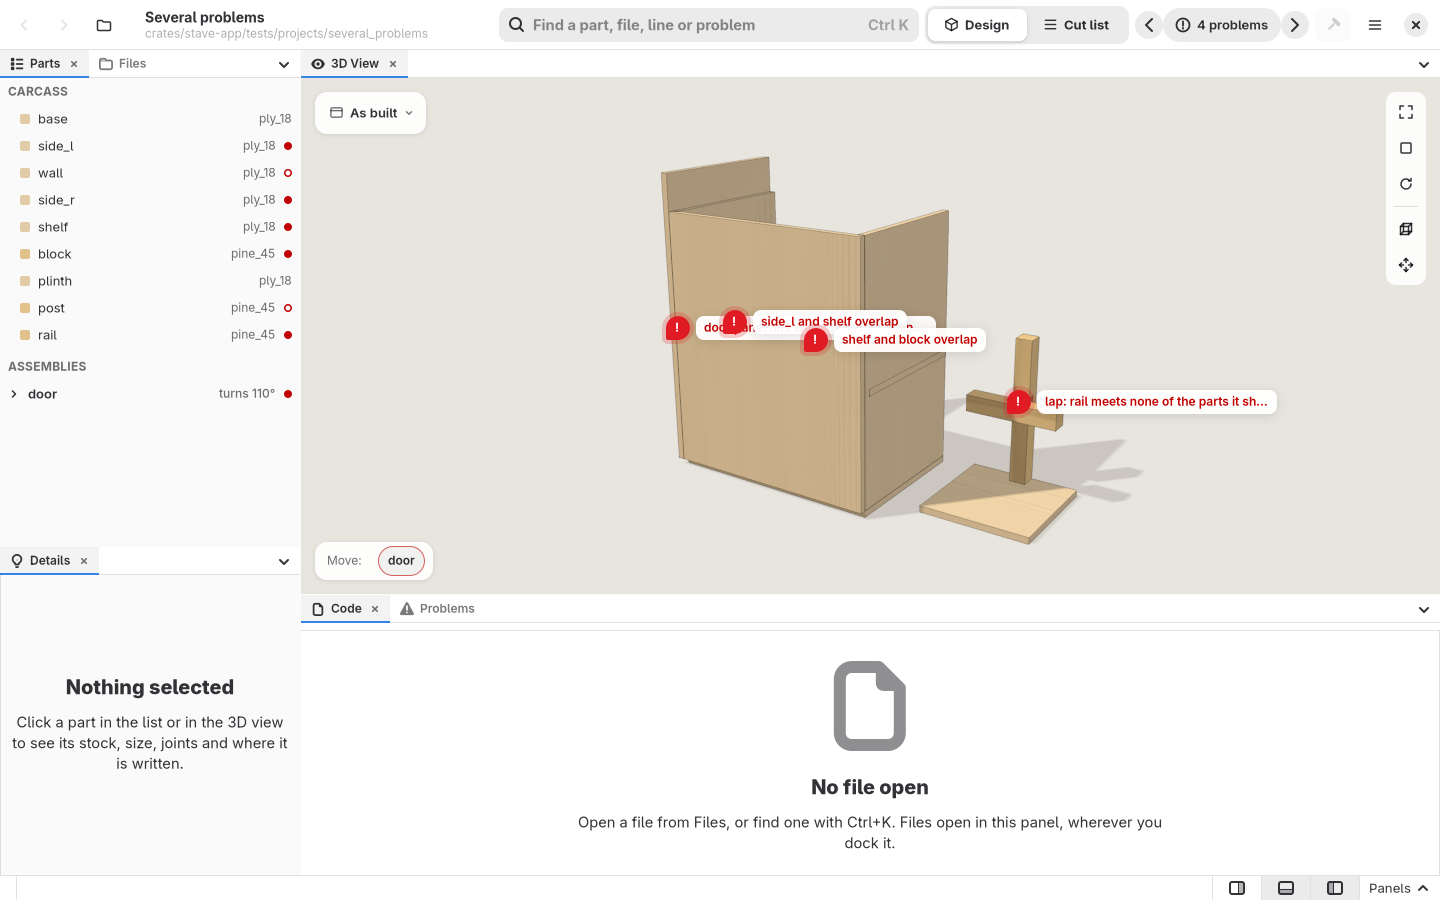 Several problems
crates/stave-app/tests/projects/several_problems
Find a part, file, line or problem
Ctrl K
Design
Cut list
4 problems
Parts
Files
3D View
CARCASS
base ply_18
side_l ply_18
wall ply_18
side_r ply_18
shelf ply_18
block pine_45
plinth ply_18
post pine_45
rail pine_45
ASSEMBLIES
door turns 110°
As built
side_l and shelf overlap
shelf and block overlap
lap: rail meets none of the parts it sh...
Move: door
Details
Nothing selected
Click a part in the list or in the 3D view
to see its stock, size, joints and where it
is written.
Code
Problems
No file open
Open a file from Files, or find one with Ctrl+K. Files open in this panel, wherever you
dock it.
Panels